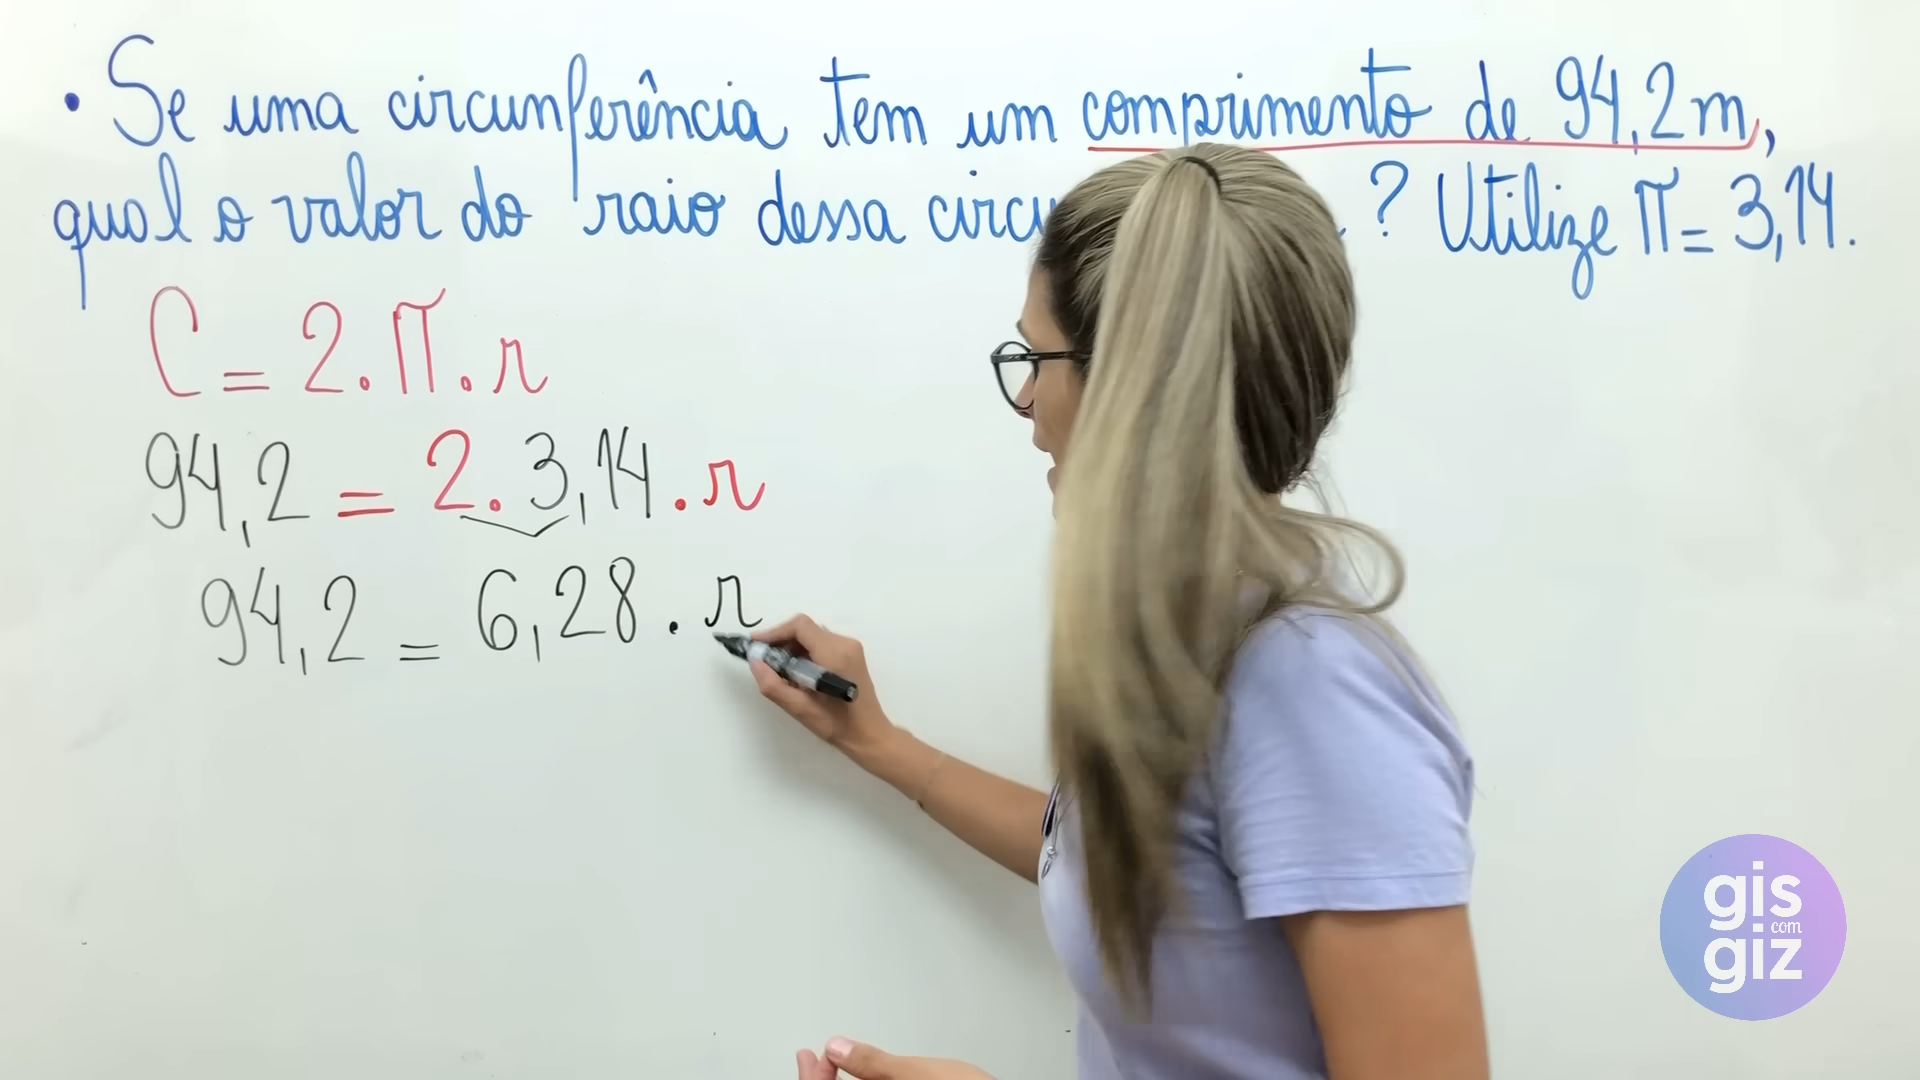 • Se uma circunferência tem um comprimento de 94,2m,
qual o valor do raio dessa circu ? Utilize π = 3,14.
C = 2.π.r
94,2 = 2.3,14.r
94,2 = 6,28.r
gis
com
giz